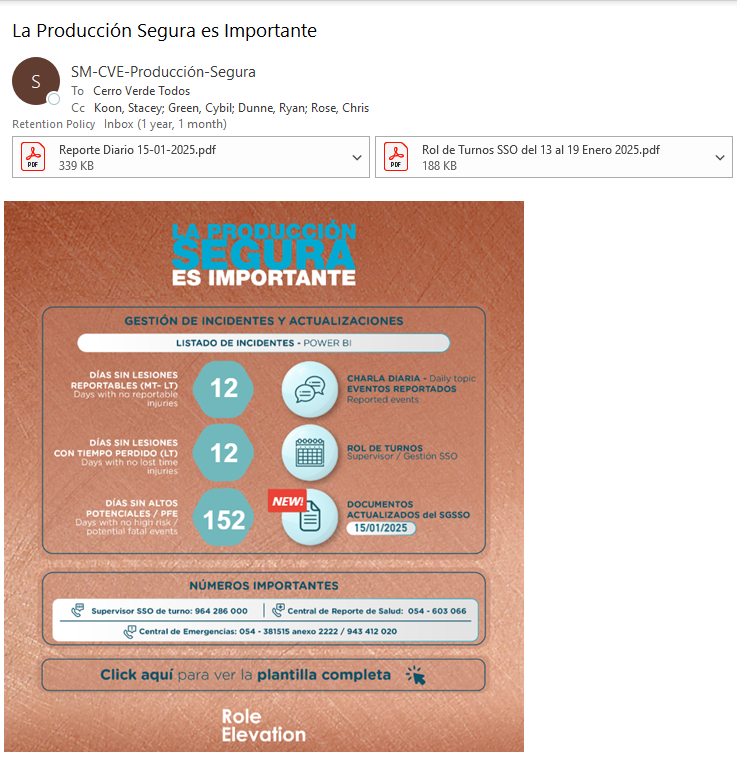 La Producción Segura es Importante
S
SM-CVE-Producción-Segura
To Cerro Verde Todos
Cc Koon, Stacey; Green, Cybil; Dunne, Ryan; Rose, Chris
Retention Policy Inbox (1 year, 1 month)
PDF
Reporte Diario 15-01-2025.pdf
339 KB
PDF
Rol de Turnos SSO del 13 al 19 Enero 2025.pdf
188 KB
LA PRODUCCIÓN
SEGURA
ES IMPORTANTE
GESTIÓN DE INCIDENTES Y ACTUALIZACIONES
LISTADO DE INCIDENTES - POWER BI
DÍAS SIN LESIONES
REPORTABLES (MT- LT)
Days with no reportable
injuries
12
CHARLA DIARIA - Daily topic
EVENTOS REPORTADOS
Reported events
DÍAS SIN LESIONES
CON TIEMPO PERDIDO (LT)
Days with no lost time
injuries
12
ROL DE TURNOS
Supervisor / Gestión SSO
DÍAS SIN ALTOS
POTENCIALES / PFE
Days with no high risk /
potential fatal events
152
NEW!
DOCUMENTOS
ACTUALIZADOS del SGSSO
15/01/2025
NÚMEROS IMPORTANTES
Supervisor SSO de turno: 964 286 000
Central de Reporte de Salud: 054 - 603 066
Central de Emergencias: 054 - 381515 anexo 2222 / 943 412 020
Click aquí para ver la plantilla completa
Role
Elevation